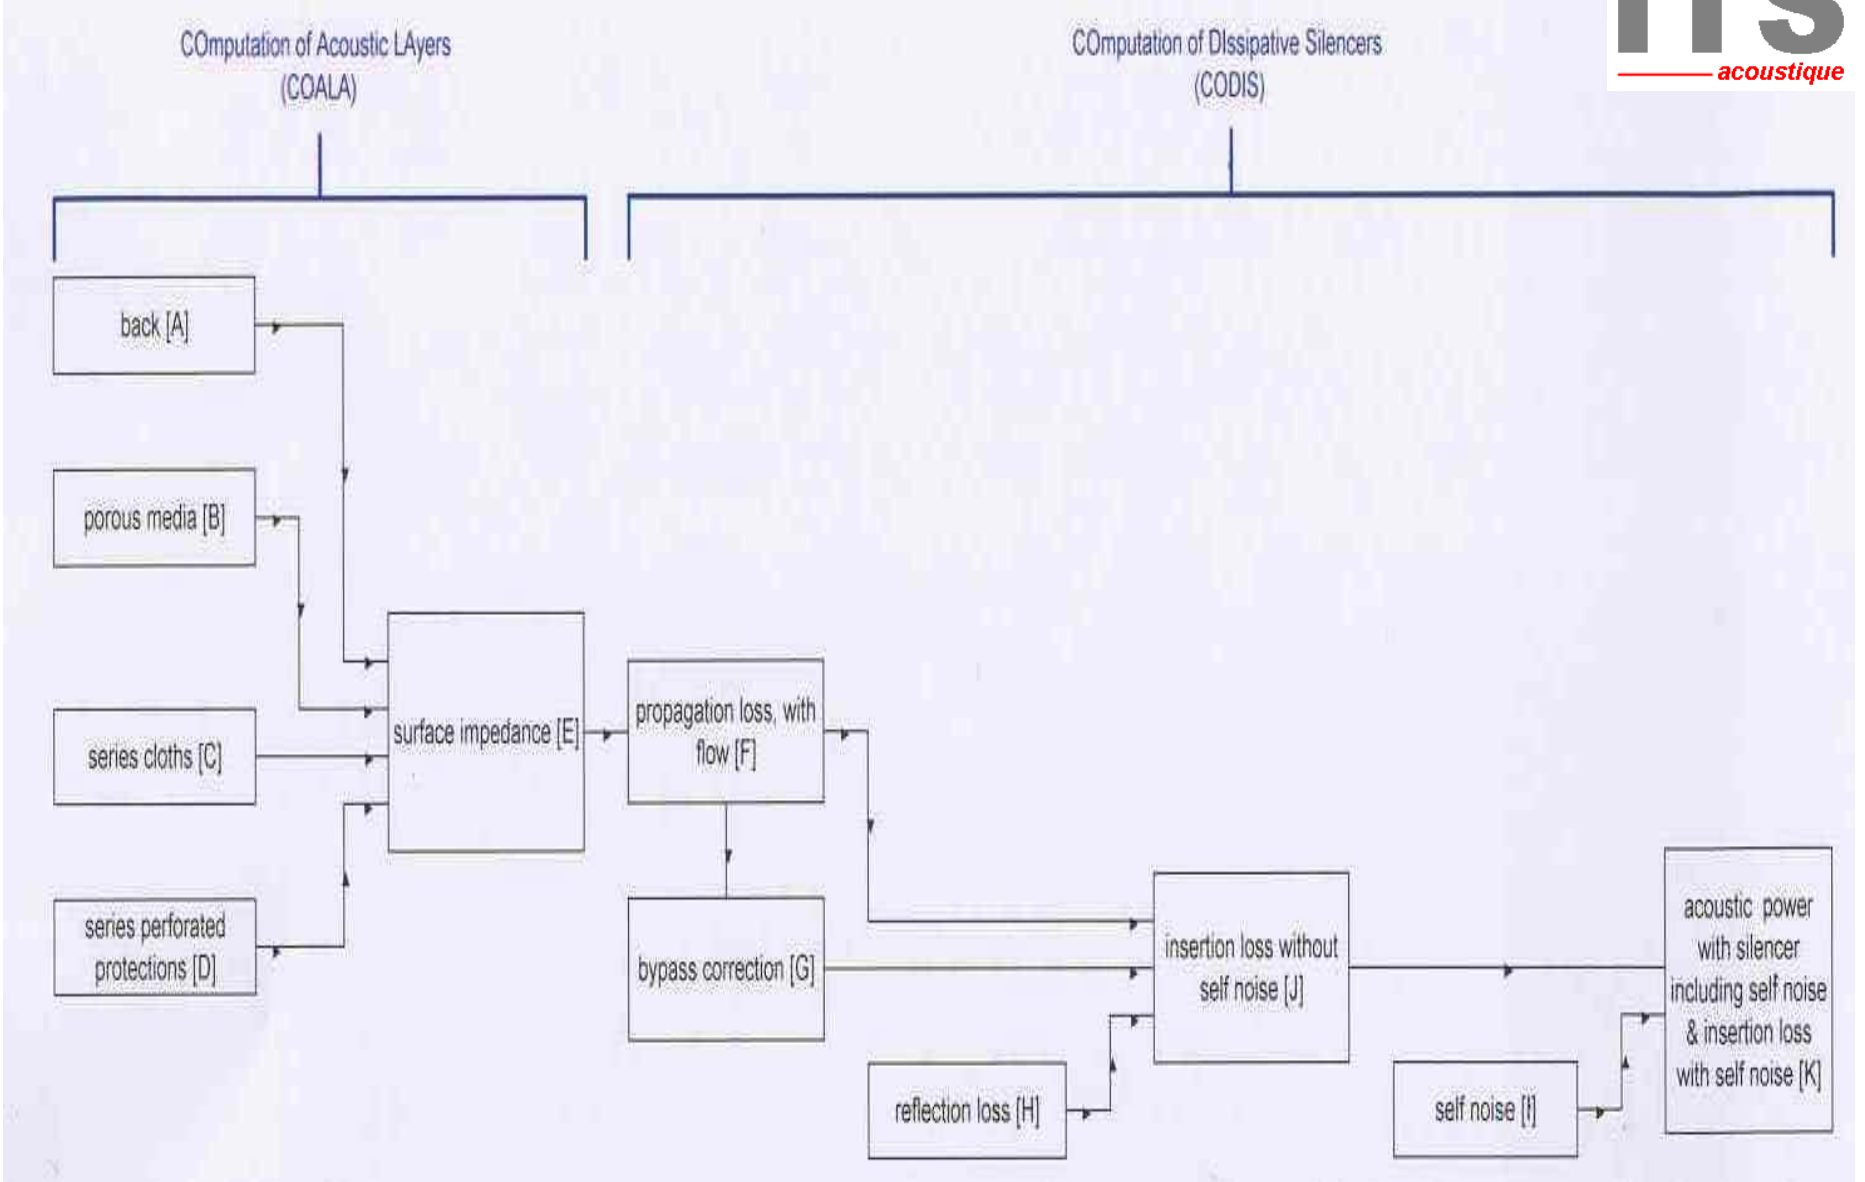 COmputation of Acoustic LAyers
(COALA)
COmputation of DIssipative Silencers
(CODIS)
ITS
acoustique
back [A]
porous media [B]
series cloths [C]
series perforated
protections [D]
surface impedance [E]
propagation loss, with
flow [F]
bypass correction [G]
reflection loss [H]
insertion loss without
self noise [J]
self noise [I]
acoustic power
with silencer
including self noise
& insertion loss
with self noise [K]